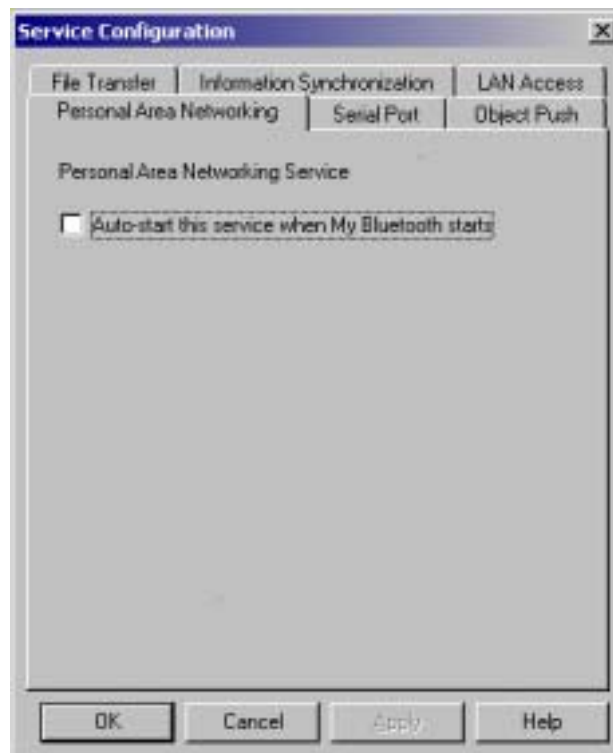 Service Configuration
File Transfer Information Synchronization LAN Access
Personal Area Networking Serial Port Object Push
Personal Area Networking Service
Auto-start this service when My Bluetooth starts
OK Cancel Apply Help